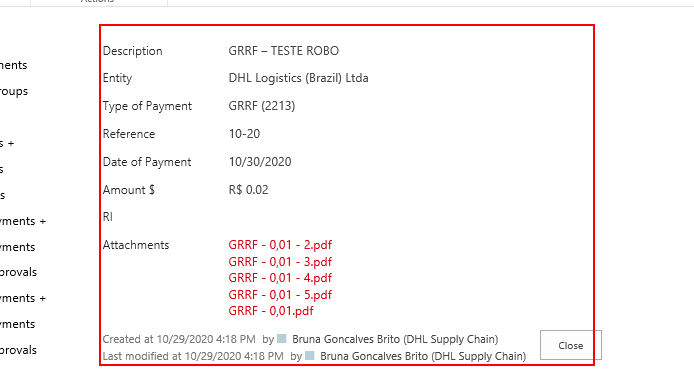 Actions
Description GRRF – TESTE ROBO
ments
Entity DHL Logistics (Brazil) Ltda
roups
Type of Payment GRRF (2213)
Reference 10-20
s +
Date of Payment 10/30/2020
s
Amount $ R$ 0.02
s
RI
yments +
Attachments GRRF - 0,01 - 2.pdf
yments
GRRF - 0,01 - 3.pdf
provals
GRRF - 0,01 - 4.pdf
yments +
GRRF - 0,01 - 5.pdf
GRRF - 0,01.pdf
yments
Created at 10/29/2020 4:18 PM by Bruna Goncalves Brito (DHL Supply Chain)
Close
provals
Last modified at 10/29/2020 4:18 PM by Bruna Goncalves Brito (DHL Supply Chain)